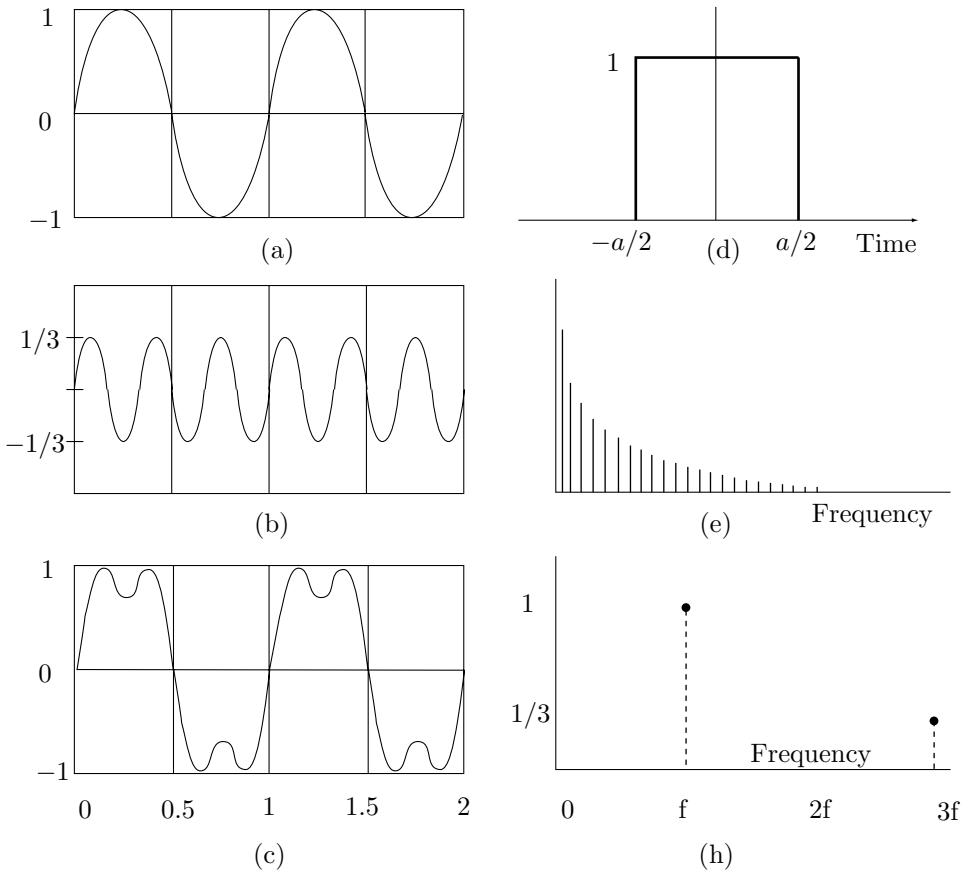 1
0
−1
(a)
1/3
−1/3
(b)
1
0
−1
0 0.5 1 1.5 2
(c)
1
−a/2 a/2 Time
(d)
Frequency
(e)
1
1/3
Frequency
0 f 2f 3f
(h)